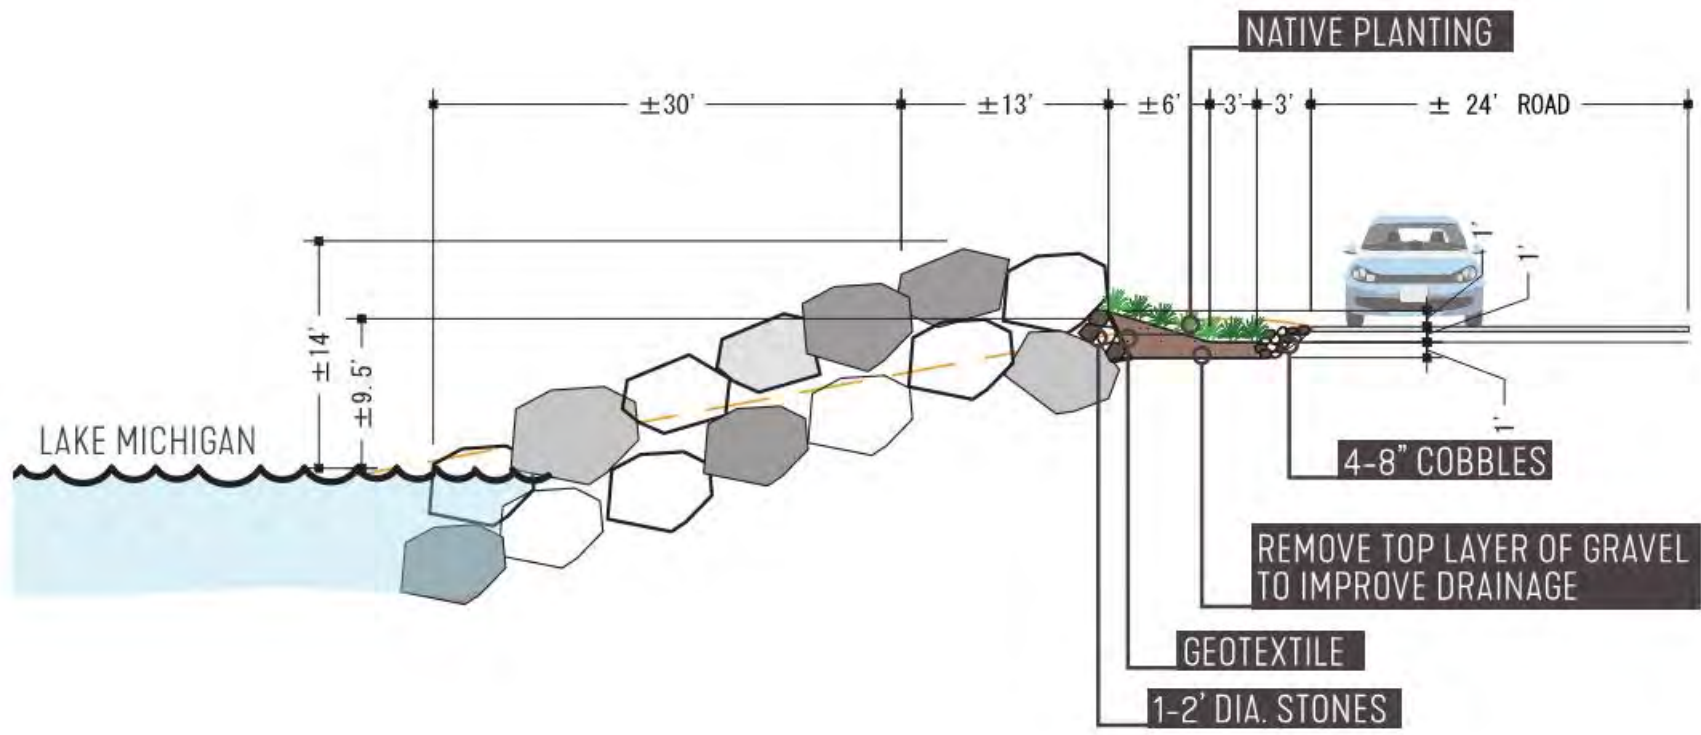 NATIVE PLANTING
±30'
±13'
±6'
3'
3'
± 24' ROAD
1'
1'
±14'
±9.5'
LAKE MICHIGAN
1'
4-8" COBBLES
REMOVE TOP LAYER OF GRAVEL
TO IMPROVE DRAINAGE
GEOTEXTILE
1-2' DIA. STONES